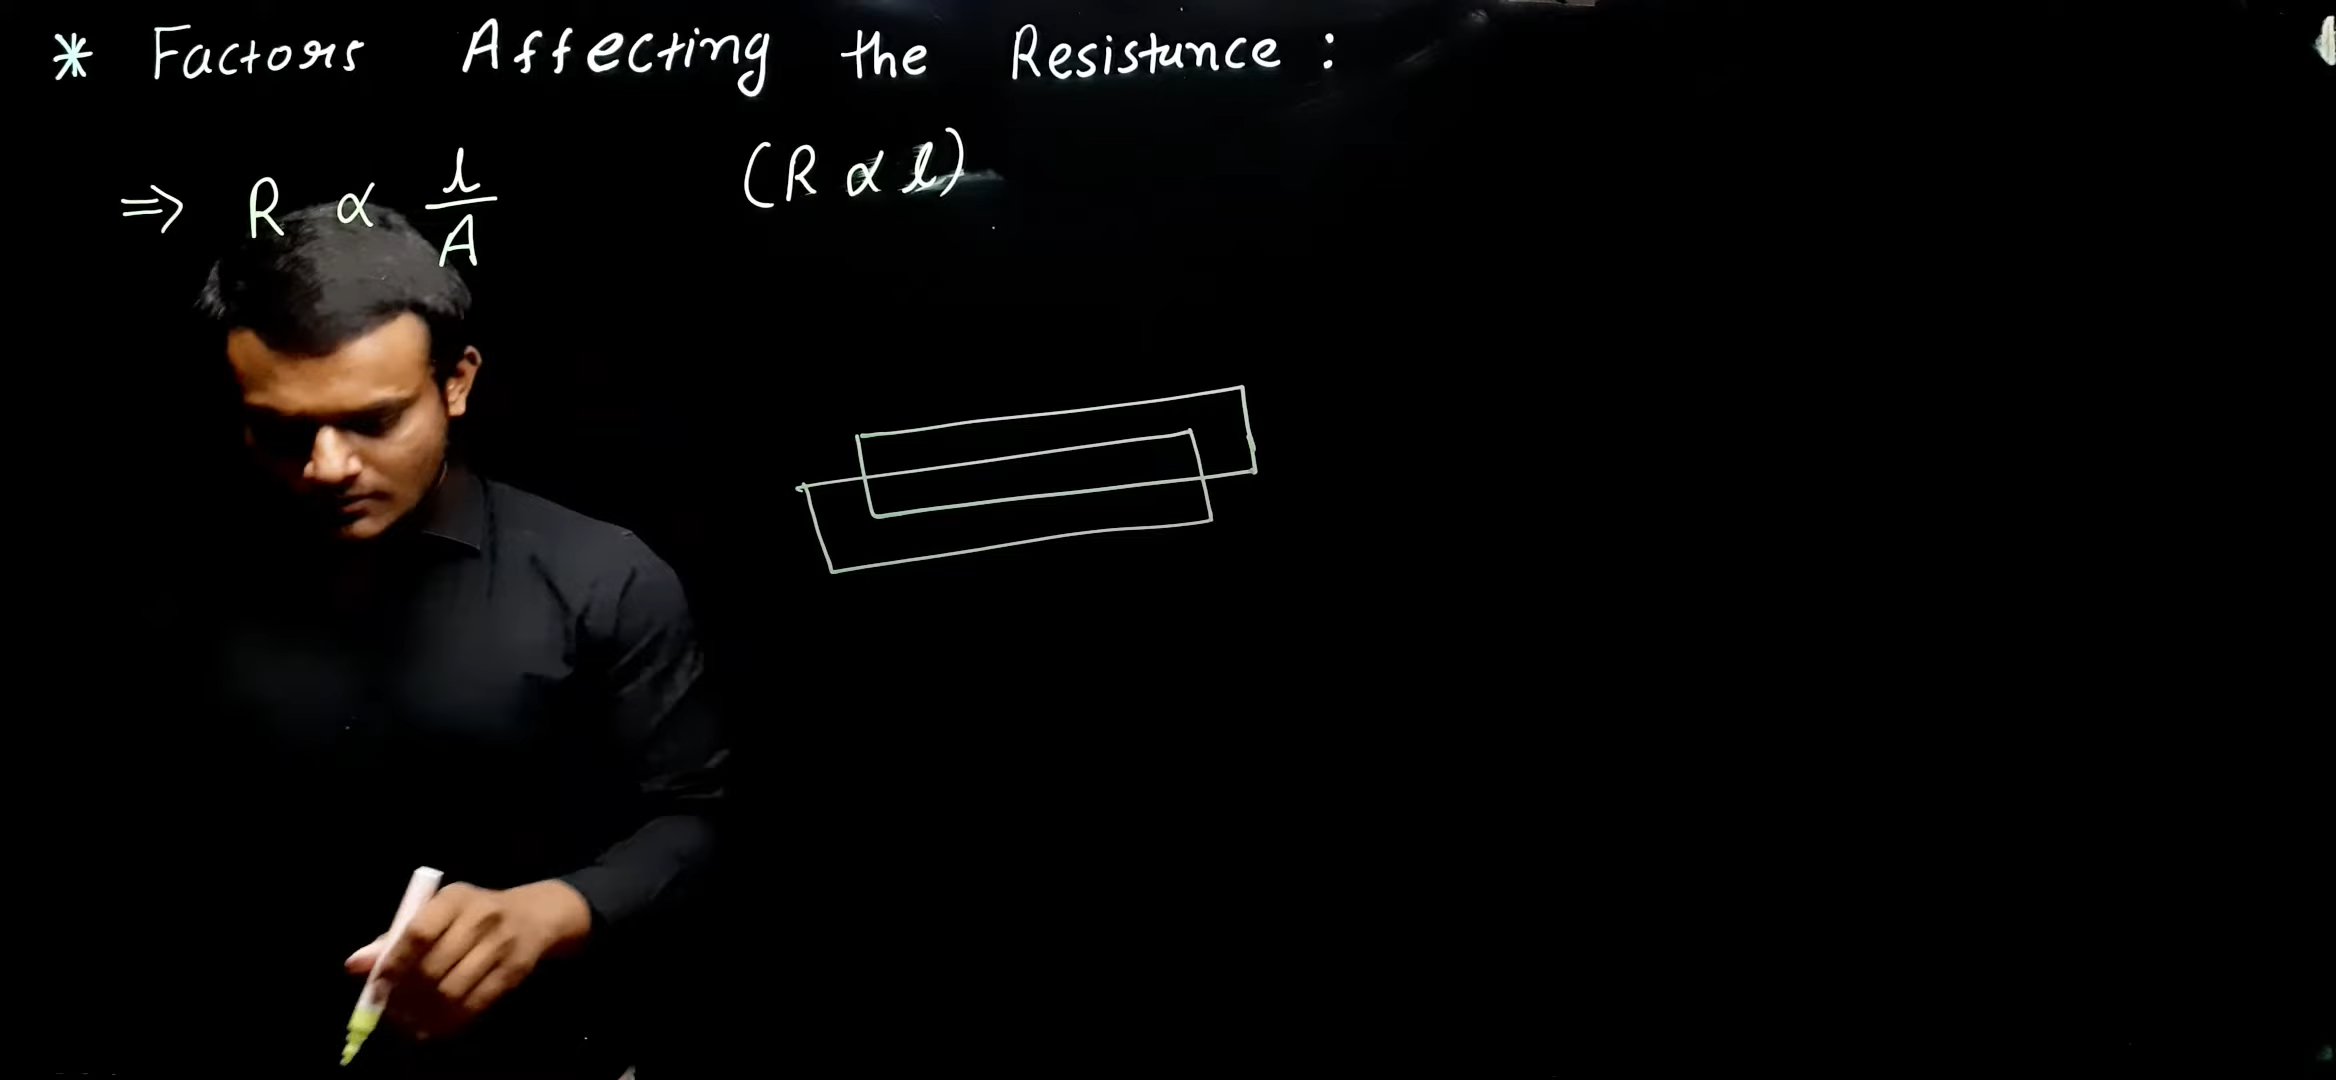 * Factors Affecting the Resistance :
⇒ R ∝ l/A
(R ∝ l)